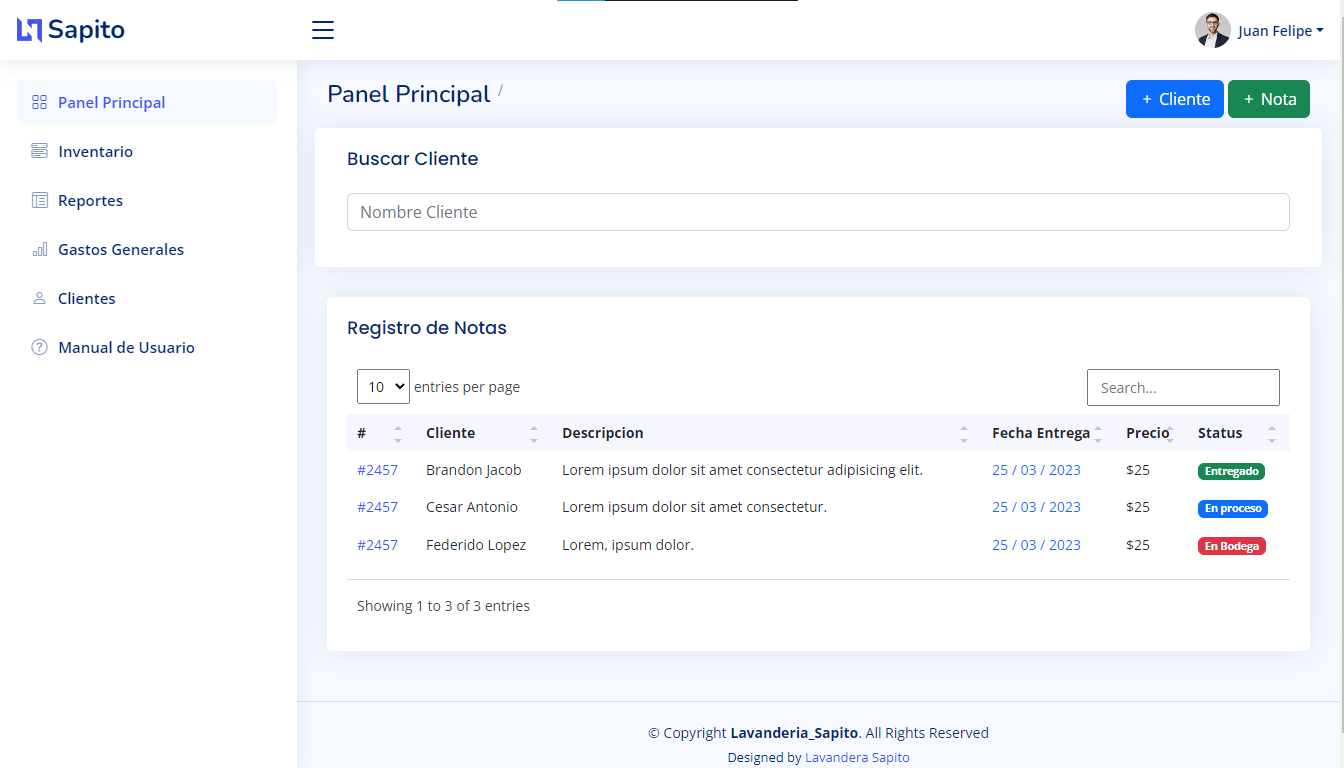 Sapito
Juan Felipe
Panel Principal
Inventario
Reportes
Gastos Generales
Clientes
Manual de Usuario
Panel Principal /
+ Cliente
+ Nota
Buscar Cliente
Nombre Cliente
Registro de Notas
10 entries per page
Search...
# Cliente Descripcion Fecha Entrega Precio Status
#2457 Brandon Jacob Lorem ipsum dolor sit amet consectetur adipisicing elit. 25 / 03 / 2023 $25 Entregado
#2457 Cesar Antonio Lorem ipsum dolor sit amet consectetur. 25 / 03 / 2023 $25 En proceso
#2457 Federido Lopez Lorem, ipsum dolor. 25 / 03 / 2023 $25 En Bodega
Showing 1 to 3 of 3 entries
© Copyright Lavanderia_Sapito. All Rights Reserved
Designed by Lavandera Sapito